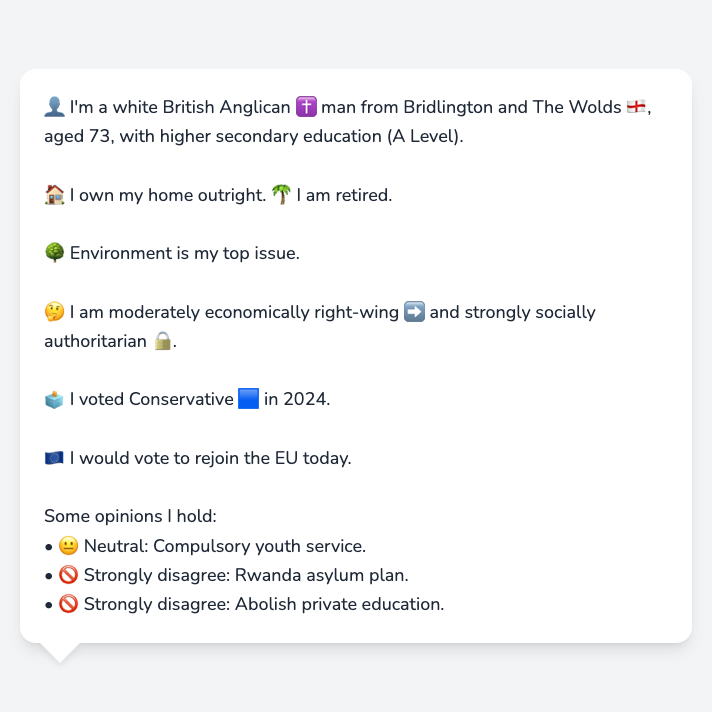 👤 I'm a white British Anglican ✝️ man from Bridlington and The Wolds 🏴󠁧󠁢󠁥󠁮󠁧󠁿,
aged 73, with higher secondary education (A Level).
🏠 I own my home outright. 🌴 I am retired.
🌳 Environment is my top issue.
🤔 I am moderately economically right-wing ➡️ and strongly socially
authoritarian 🔒.
🗳️ I voted Conservative 🟦 in 2024.
🇪🇺 I would vote to rejoin the EU today.
Some opinions I hold:
• 😐 Neutral: Compulsory youth service.
• 🚫 Strongly disagree: Rwanda asylum plan.
• 🚫 Strongly disagree: Abolish private education.